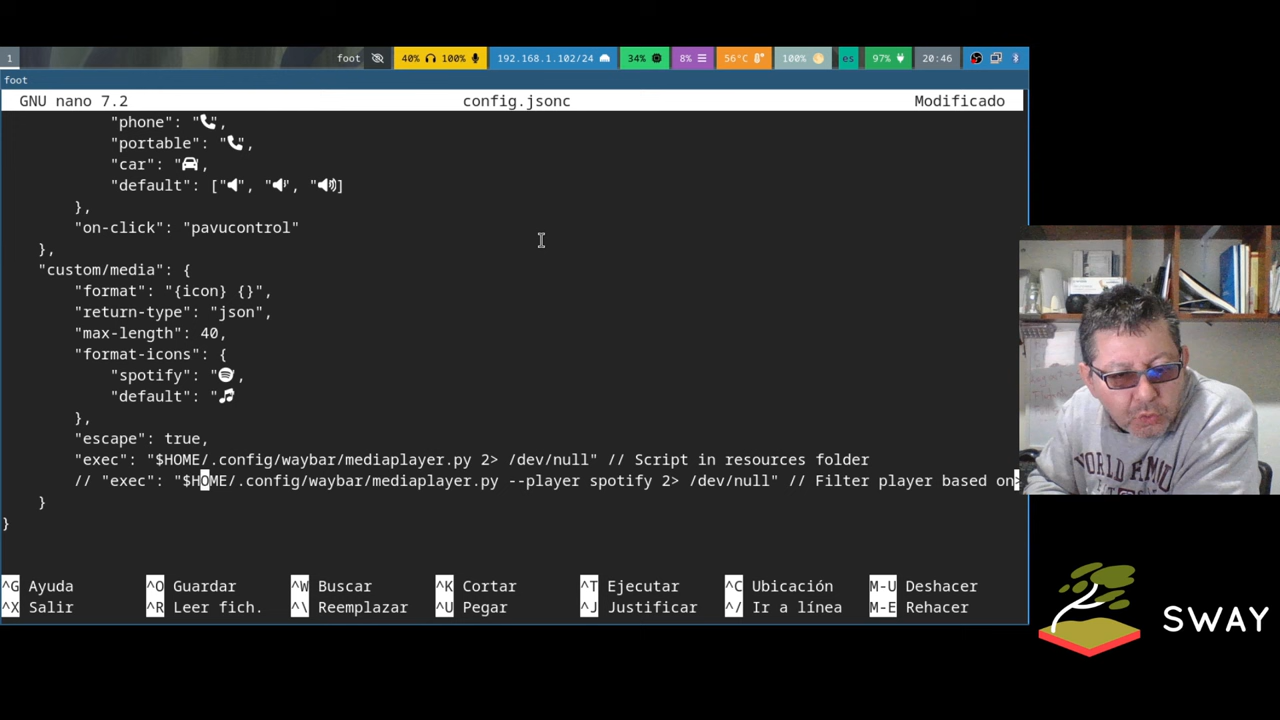 1
foot 40% 100% 192.168.1.102/24 34% 8% 56°C 100% es 97% 20:46
foot
GNU nano 7.2 config.jsonc Modificado
"phone": "",
"portable": "",
"car": "",
"default": ["", "", ""]
},
"on-click": "pavucontrol"
},
"custom/media": {
"format": "{icon} {}",
"return-type": "json",
"max-length": 40,
"format-icons": {
"spotify": ",
"default": "
},
"escape": true,
"exec": "$HOME/.config/waybar/mediaplayer.py 2> /dev/null" // Script in resources folder
// "exec": "$HOME/.config/waybar/mediaplayer.py --player spotify 2> /dev/null" // Filter player based on>
}
}
^G Ayuda ^O Guardar ^W Buscar ^K Cortar ^T Ejecutar ^C Ubicación M-U Deshacer
^X Salir ^R Leer fich. ^\ Reemplazar ^U Pegar ^J Justificar ^/ Ir a línea M-E Rehacer
SWAY